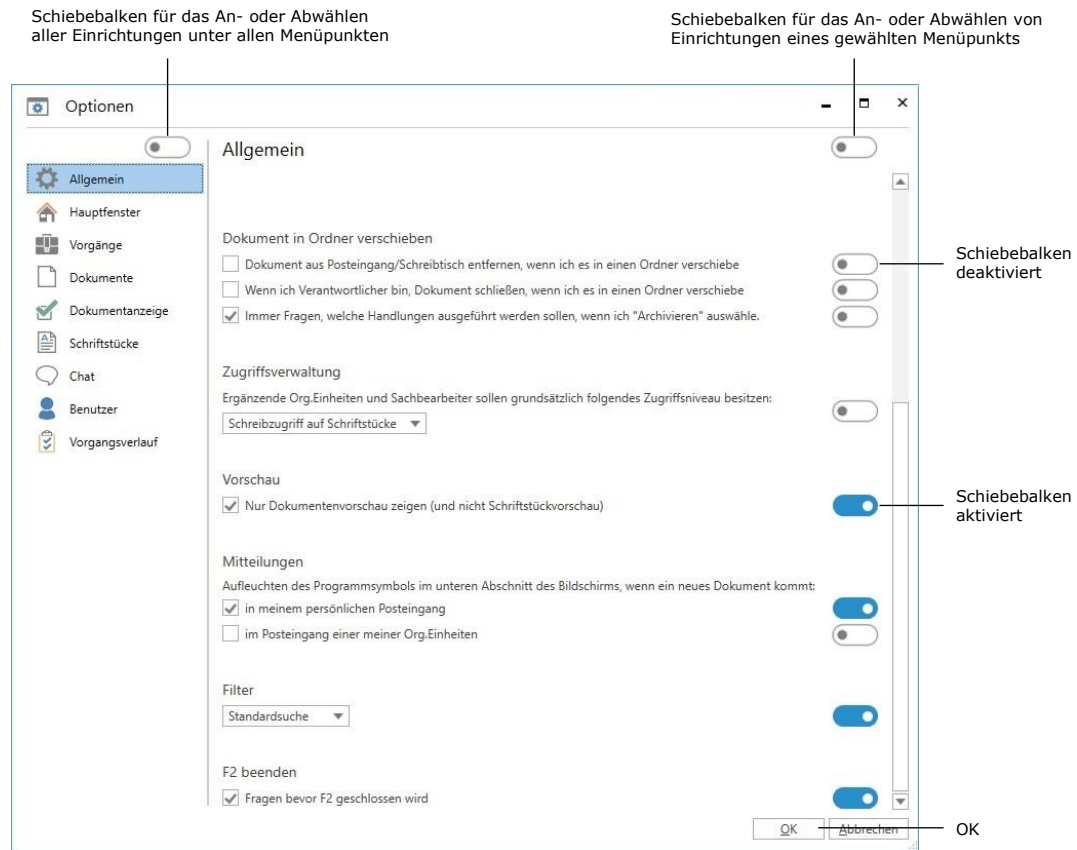 Schiebebalken für das An- oder Abwählen
aller Einrichtungen unter allen Menüpunkten
Schiebebalken für das An- oder Abwählen von
Einrichtungen eines gewählten Menüpunkts
Optionen
Allgemein
Hauptfenster
Vorgänge
Dokumente
Dokumentanzeige
Schriftstücke
Chat
Benutzer
Vorgangsverlauf
Allgemein
Dokument in Ordner verschieben
Dokument aus Posteingang/Schreibtisch entfernen, wenn ich es in einen Ordner verschiebe
Wenn ich Verantwortlicher bin, Dokument schließen, wenn ich es in einen Ordner verschiebe
Immer Fragen, welche Handlungen ausgeführt werden sollen, wenn ich "Archivieren" auswähle.
Zugriffsverwaltung
Ergänzende Org.Einheiten und Sachbearbeiter sollen grundsätzlich folgendes Zugriffsniveau besitzen:
Schreibzugriff auf Schriftstücke
Vorschau
Nur Dokumentenvorschau zeigen (und nicht Schriftstückvorschau)
Mitteilungen
Aufleuchten des Programmsymbols im unteren Abschnitt des Bildschirms, wenn ein neues Dokument kommt:
in meinem persönlichen Posteingang
im Posteingang einer meiner Org.Einheiten
Filter
Standardsuche
F2 beenden
Fragen bevor F2 geschlossen wird
OK
Abbrechen
Schiebebalken
deaktiviert
Schiebebalken
aktiviert
OK